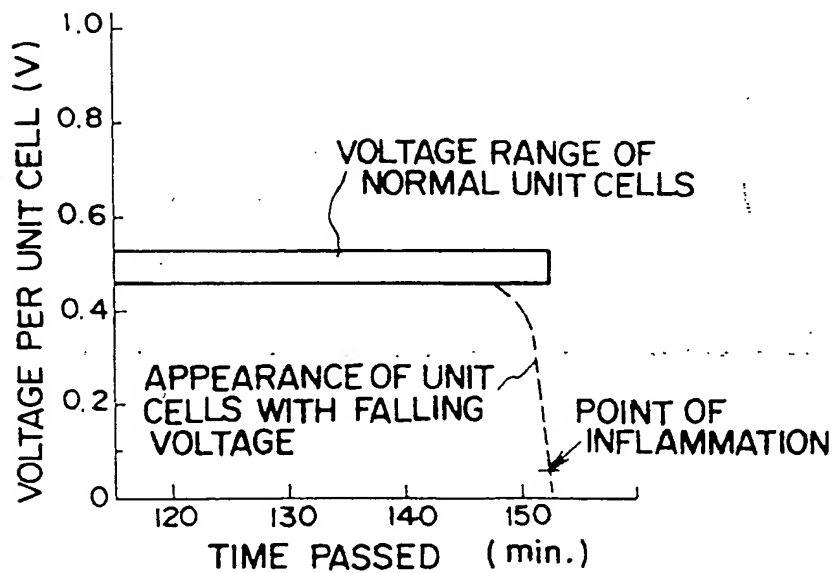 VOLTAGE PER UNIT CELL (V)
1.0
0.8
0.6
0.4
0.2
0
VOLTAGE RANGE OF
NORMAL UNIT CELLS
APPEARANCE OF UNIT
CELLS WITH FALLING
VOLTAGE
POINT OF
INFLAMMATION
120 130 140 150
TIME PASSED (min.)